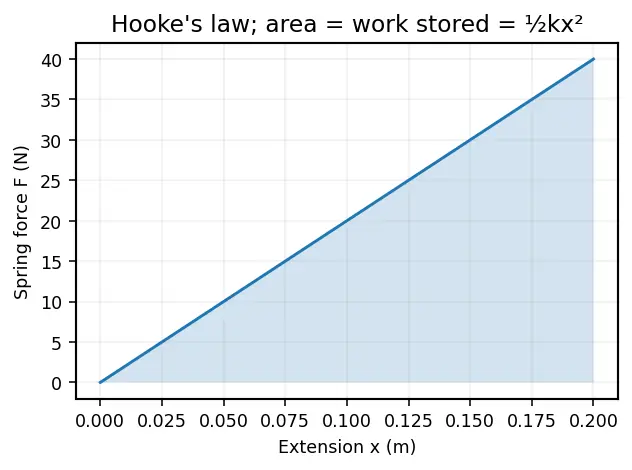 Hooke's law; area = work stored = ½kx²
40
35
30
25
20
15
10
5
0
Spring force F (N)
0.000 0.025 0.050 0.075 0.100 0.125 0.150 0.175 0.200
Extension x (m)